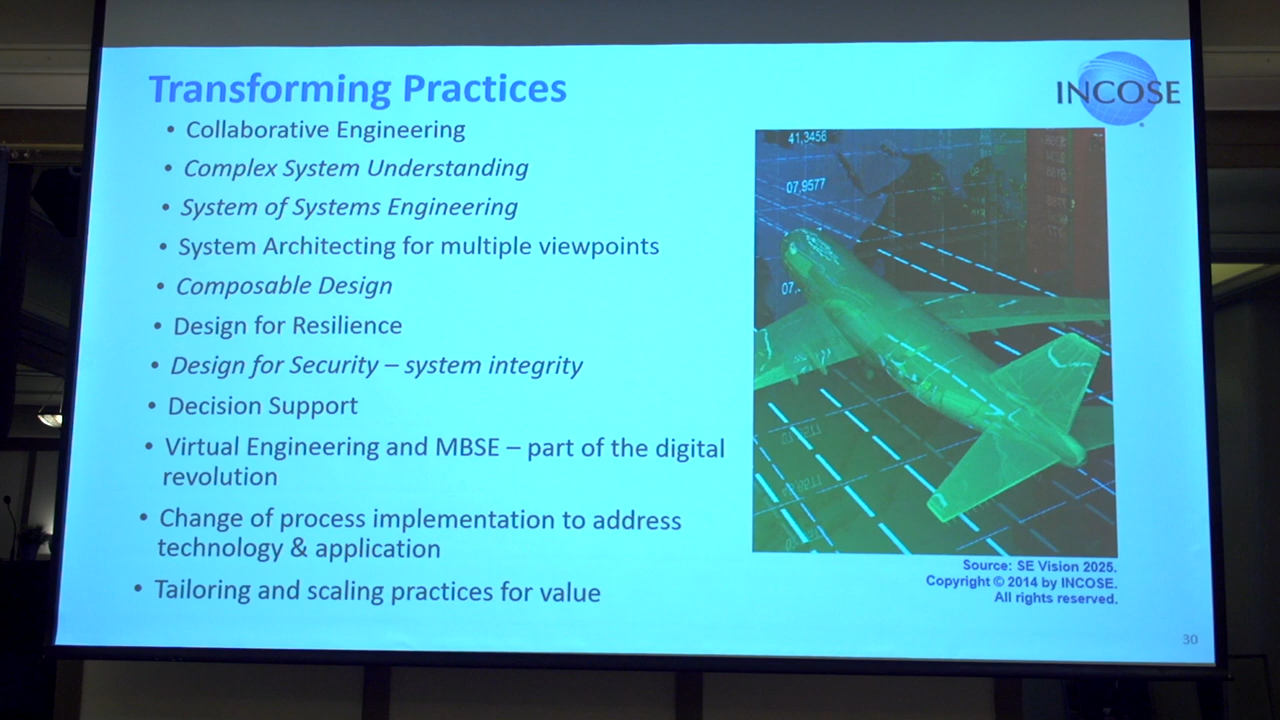 Transforming Practices
INCOSE
• Collaborative Engineering
• Complex System Understanding
• System of Systems Engineering
• System Architecting for multiple viewpoints
• Composable Design
• Design for Resilience
• Design for Security – system integrity
• Decision Support
• Virtual Engineering and MBSE – part of the digital
revolution
• Change of process implementation to address
technology & application
• Tailoring and scaling practices for value
41,3456
07,9577
Source: SE Vision 2025.
Copyright © 2014 by INCOSE.
All rights reserved.
30